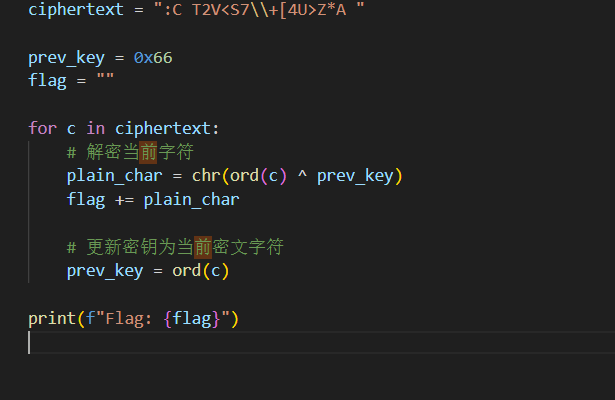 ciphertext = ":C T2V<S7\\+[4U>Z*A "
prev_key = 0x66
flag = ""
for c in ciphertext:
# 解密当前字符
plain_char = chr(ord(c) ^ prev_key)
flag += plain_char
# 更新密钥为当前密文字符
prev_key = ord(c)
print(f"Flag: {flag}")